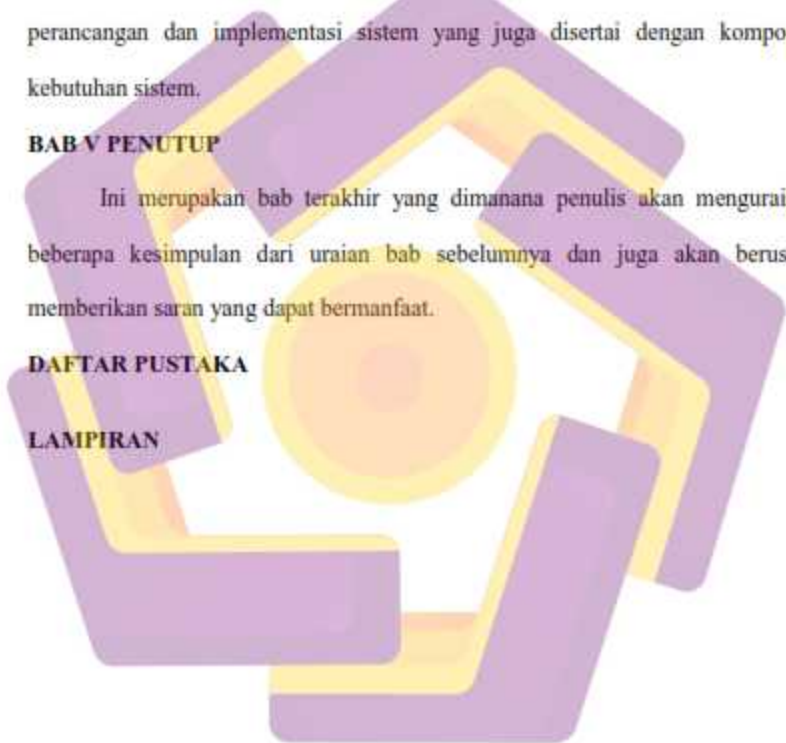 perancangan dan implementasi sistem yang juga disertai dengan kompo
kebutuhan sistem.
BAB V PENUTUP
Ini merupakan bab terakhir yang dimanana penulis akan mengurai
beberapa kesimpulan dari uraian bab sebelumnya dan juga akan berus
memberikan saran yang dapat bermanfaat.
DAFTAR PUSTAKA
LAMPIRAN